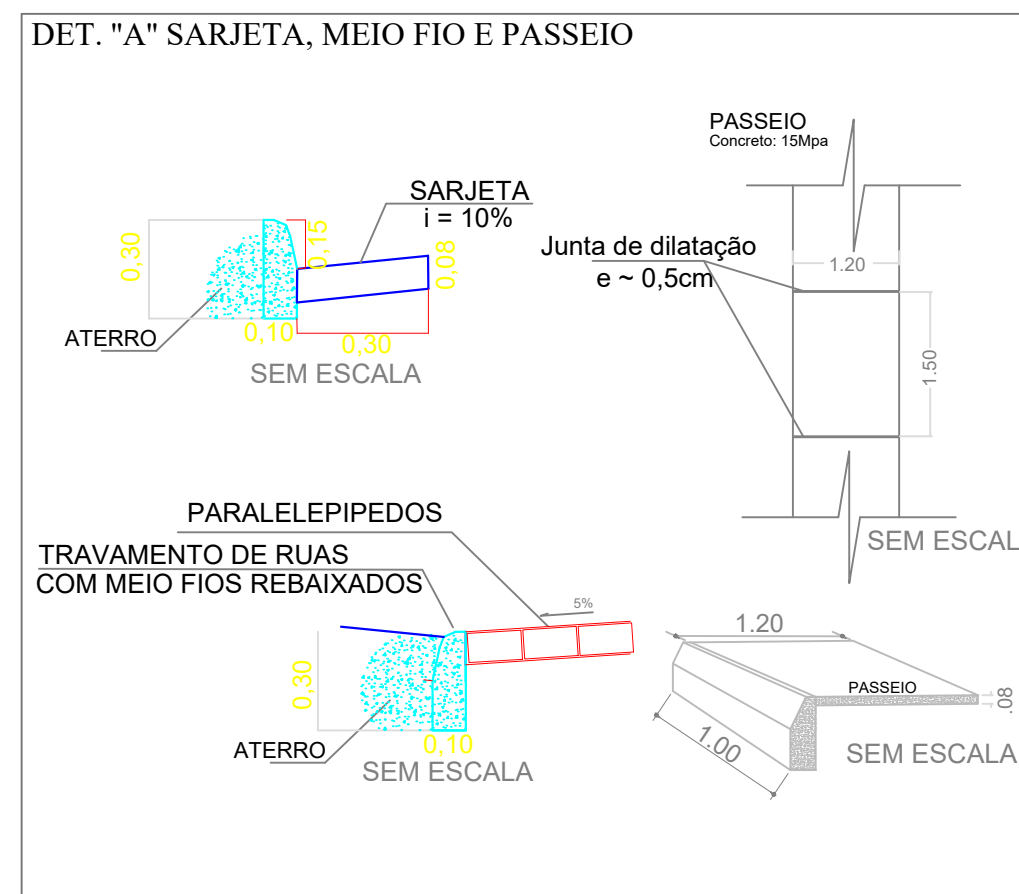 DET. "A" SARJETA, MEIO FIO E PASSEIO
PASSEIO
Concreto: 15Mpa
SARJETA
i = 10%
0,30
0,15
0,08
ATERRO
0,10
0,30
SEM ESCALA
Junta de dilatação
e ~ 0,5cm
1.20
1.50
SEM ESCAL
PARALELEPIPEDOS
TRAVAMENTO DE RUAS
COM MEIO FIOS REBAIXADOS
5%
0,30
ATERRO
0,10
SEM ESCALA
1.20
PASSEIO
.08
1.00
SEM ESCALA